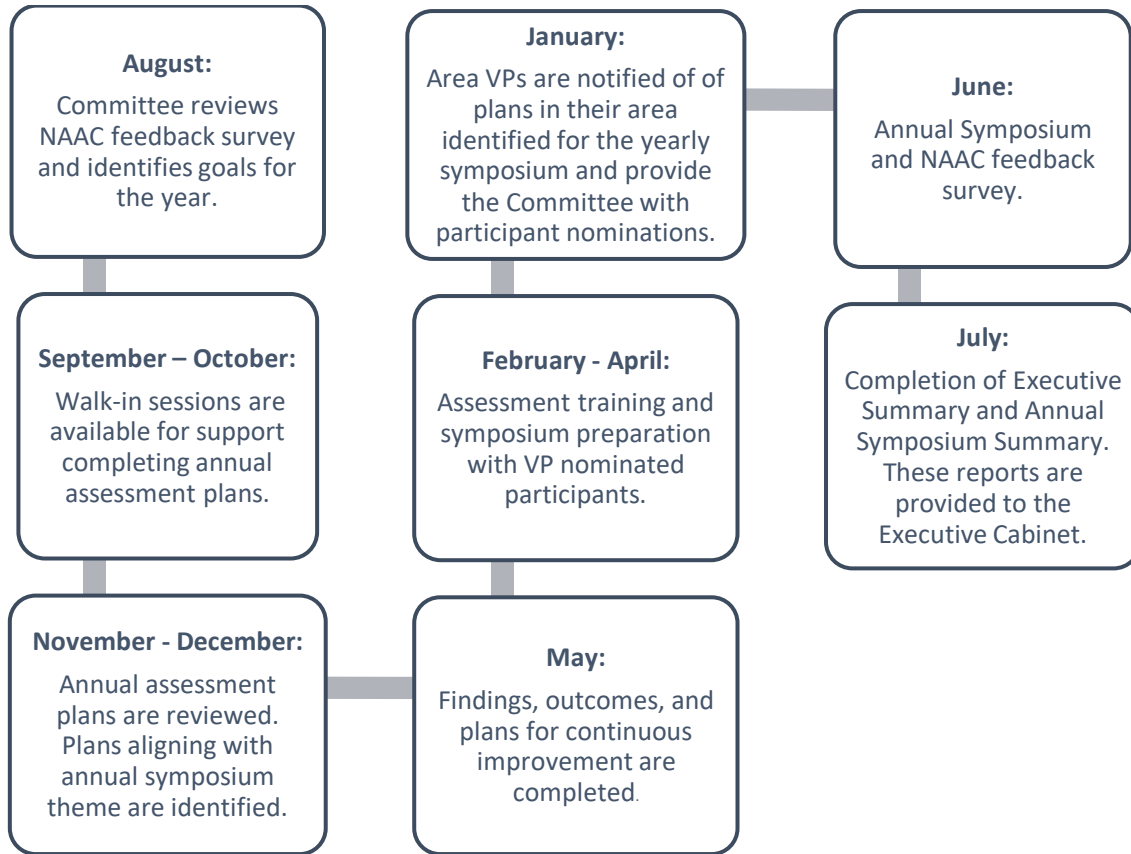 August:
Committee reviews
NAAC feedback survey
and identifies goals for
the year.
September – October:
Walk-in sessions are
available for support
completing annual
assessment plans.
November - December:
Annual assessment
plans are reviewed.
Plans aligning with
annual symposium
theme are identified.
January:
Area VPs are notified of of
plans in their area
identified for the yearly
symposium and provide
the Committee with
participant nominations.
February - April:
Assessment training and
symposium preparation
with VP nominated
participants.
May:
Findings, outcomes, and
plans for continuous
improvement are
completed.
June:
Annual Symposium
and NAAC feedback
survey.
July:
Completion of Executive
Summary and Annual
Symposium Summary.
These reports are
provided to the
Executive Cabinet.